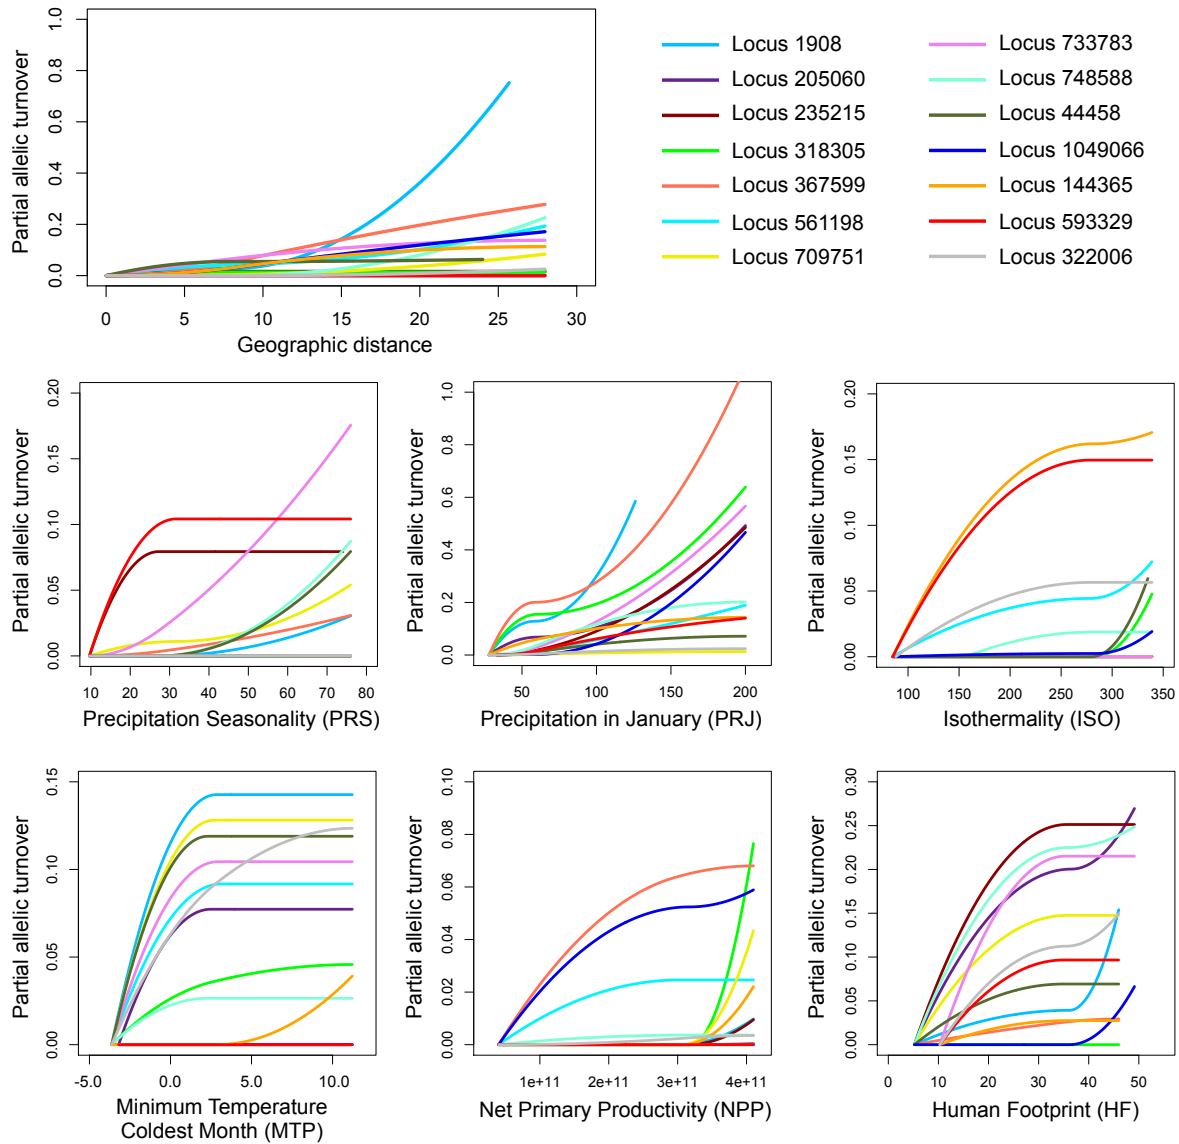 Partial allelic turnover
0.0 0.2 0.4 0.6 0.8 1.0
0 5 10 15 20 25 30
Geographic distance
Locus 1908
Locus 205060
Locus 235215
Locus 318305
Locus 367599
Locus 561198
Locus 709751
Locus 733783
Locus 748588
Locus 44458
Locus 1049066
Locus 144365
Locus 593329
Locus 322006
Partial allelic turnover
0.00 0.05 0.10 0.15 0.20
10 20 30 40 50 60 70 80
Precipitation Seasonality (PRS)
Partial allelic turnover
0.0 0.2 0.4 0.6 0.8 1.0
50 100 150 200
Precipitation in January (PRJ)
Partial allelic turnover
0.00 0.05 0.10 0.15 0.20
100 150 200 250 300 350
Isothermality (ISO)
Partial allelic turnover
0.00 0.05 0.10 0.15
-5.0 0.0 5.0 10.0
Minimum Temperature
Coldest Month (MTP)
Partial allelic turnover
0.00 0.02 0.04 0.06 0.08 0.10
1e+11 2e+11 3e+11 4e+11
Net Primary Productivity (NPP)
Partial allelic turnover
0.00 0.05 0.10 0.15 0.20 0.25 0.30
0 10 20 30 40 50
Human Footprint (HF)